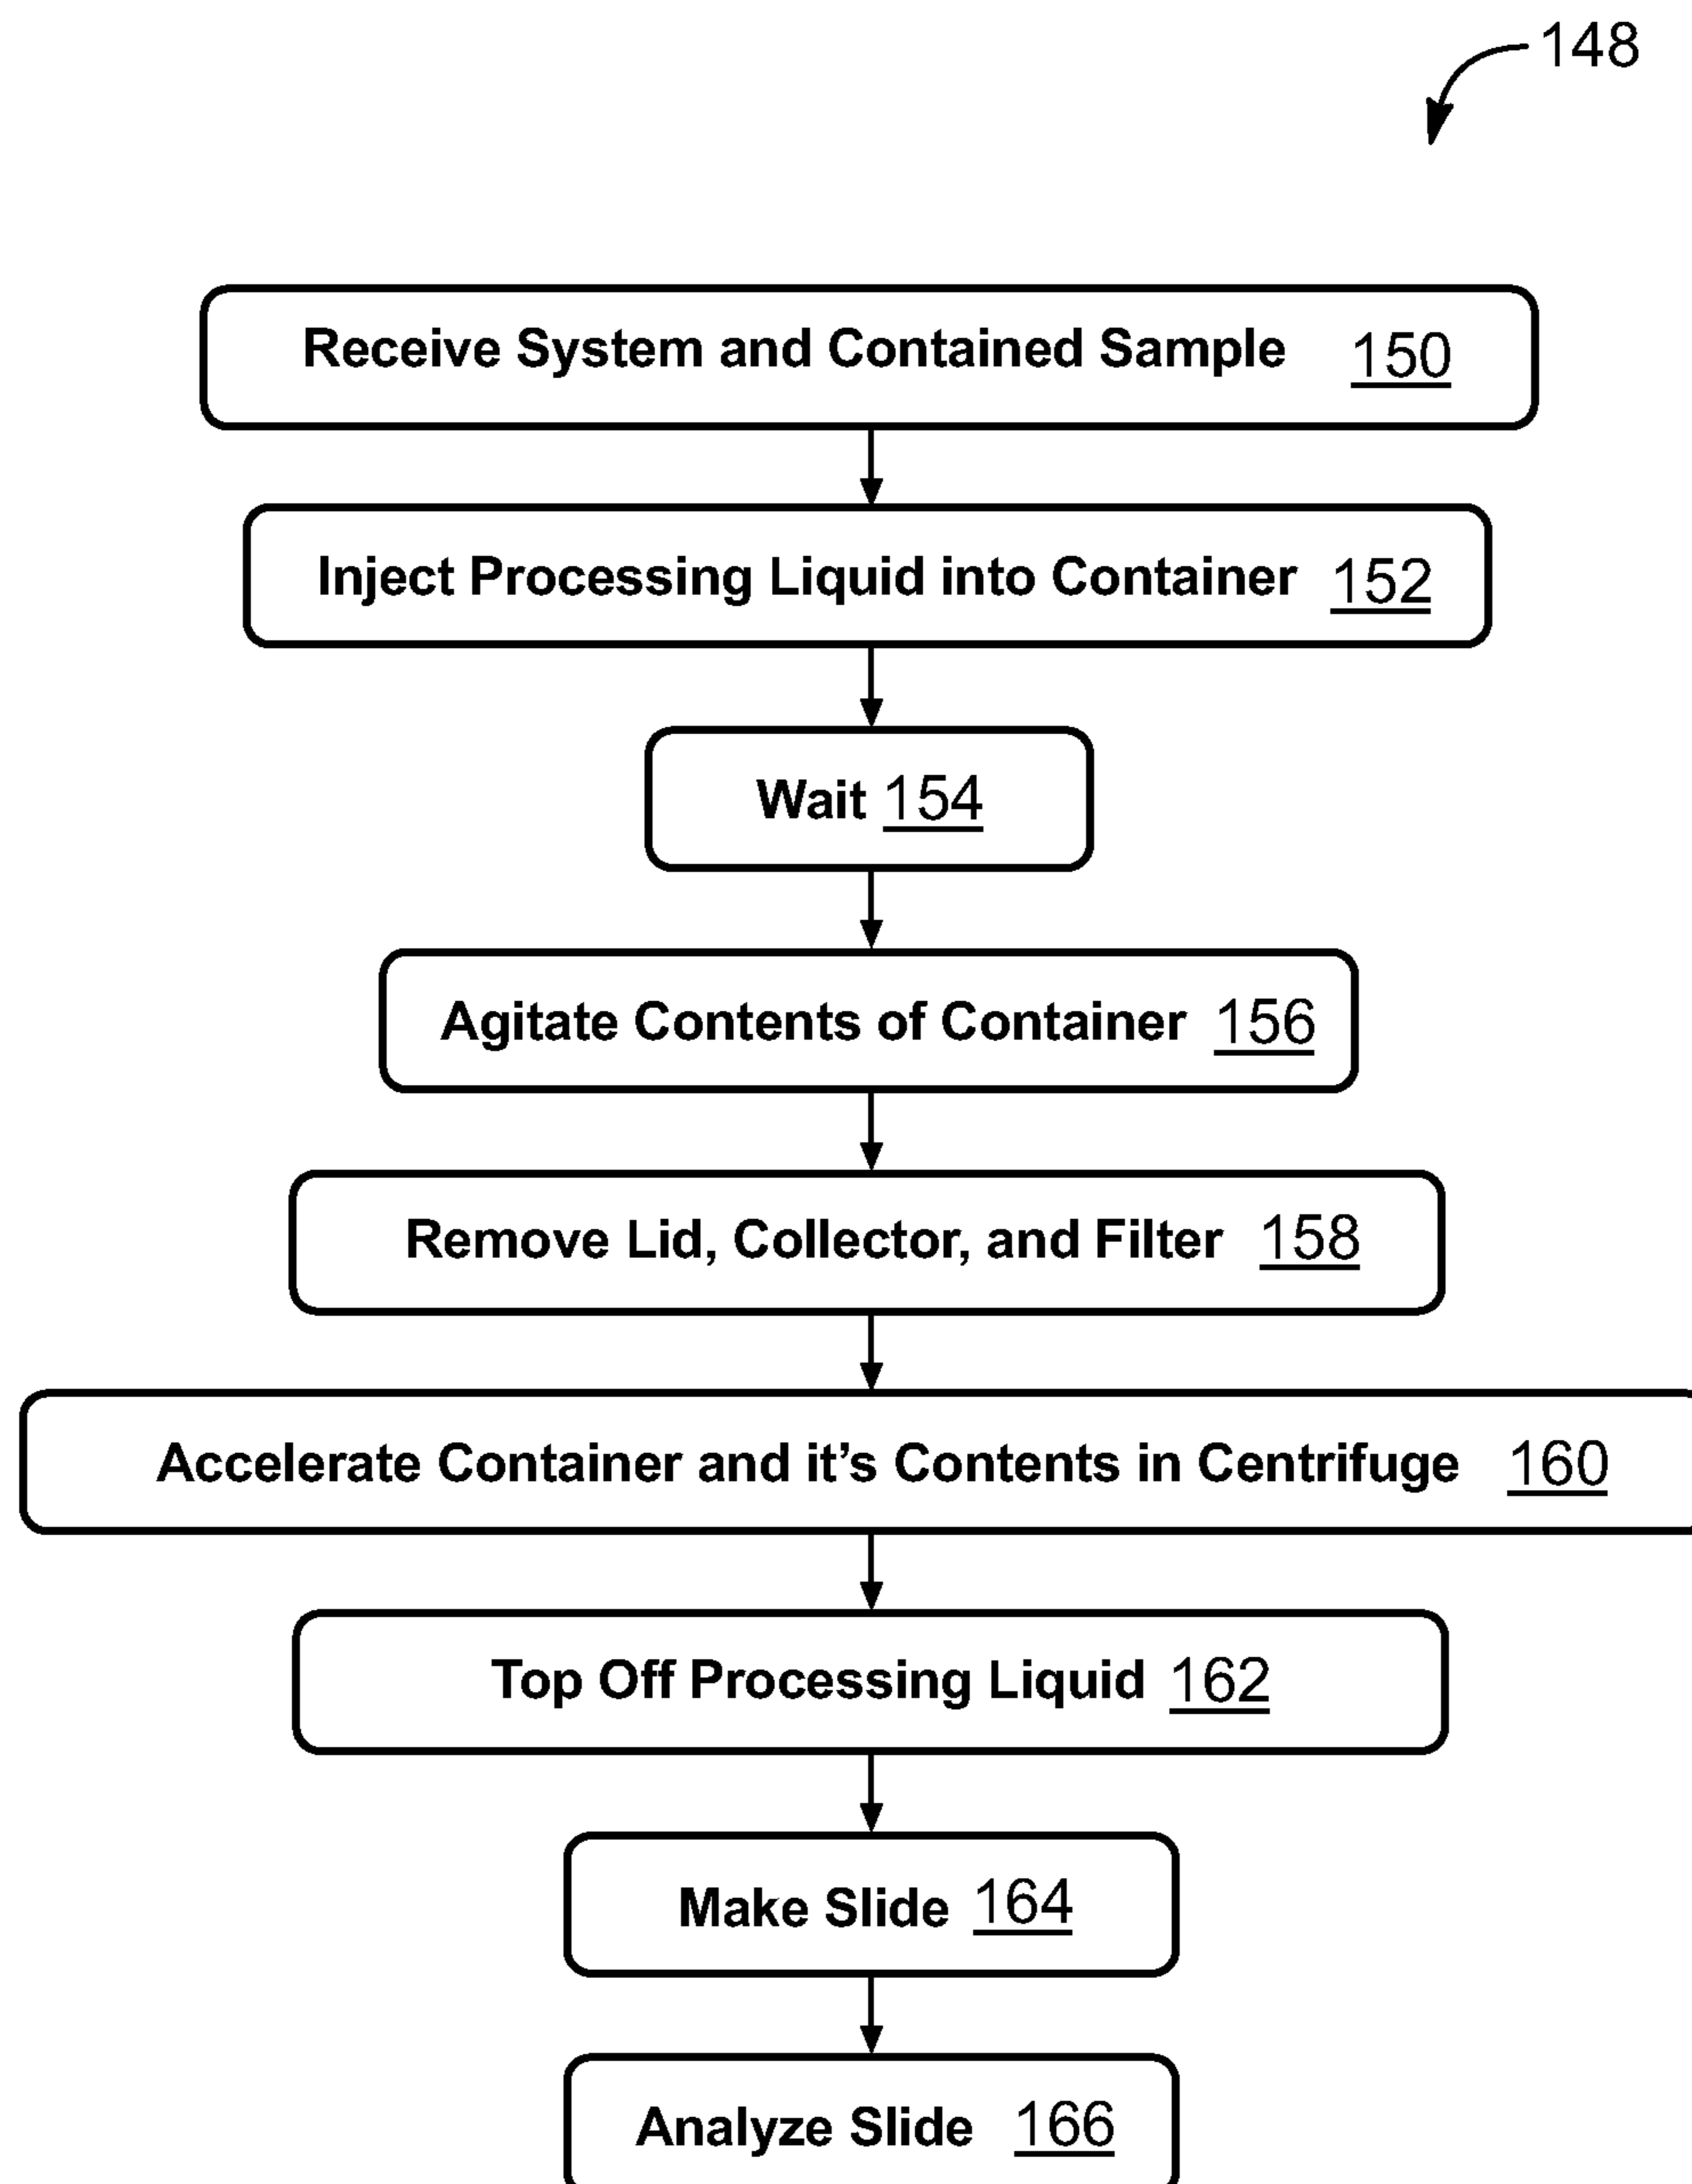 148
Receive System and Contained Sample 150
Inject Processing Liquid into Container 152
Wait 154
Agitate Contents of Container 156
Remove Lid, Collector, and Filter 158
Accelerate Container and it’s Contents in Centrifuge 160
Top Off Processing Liquid 162
Make Slide 164
Analyze Slide 166